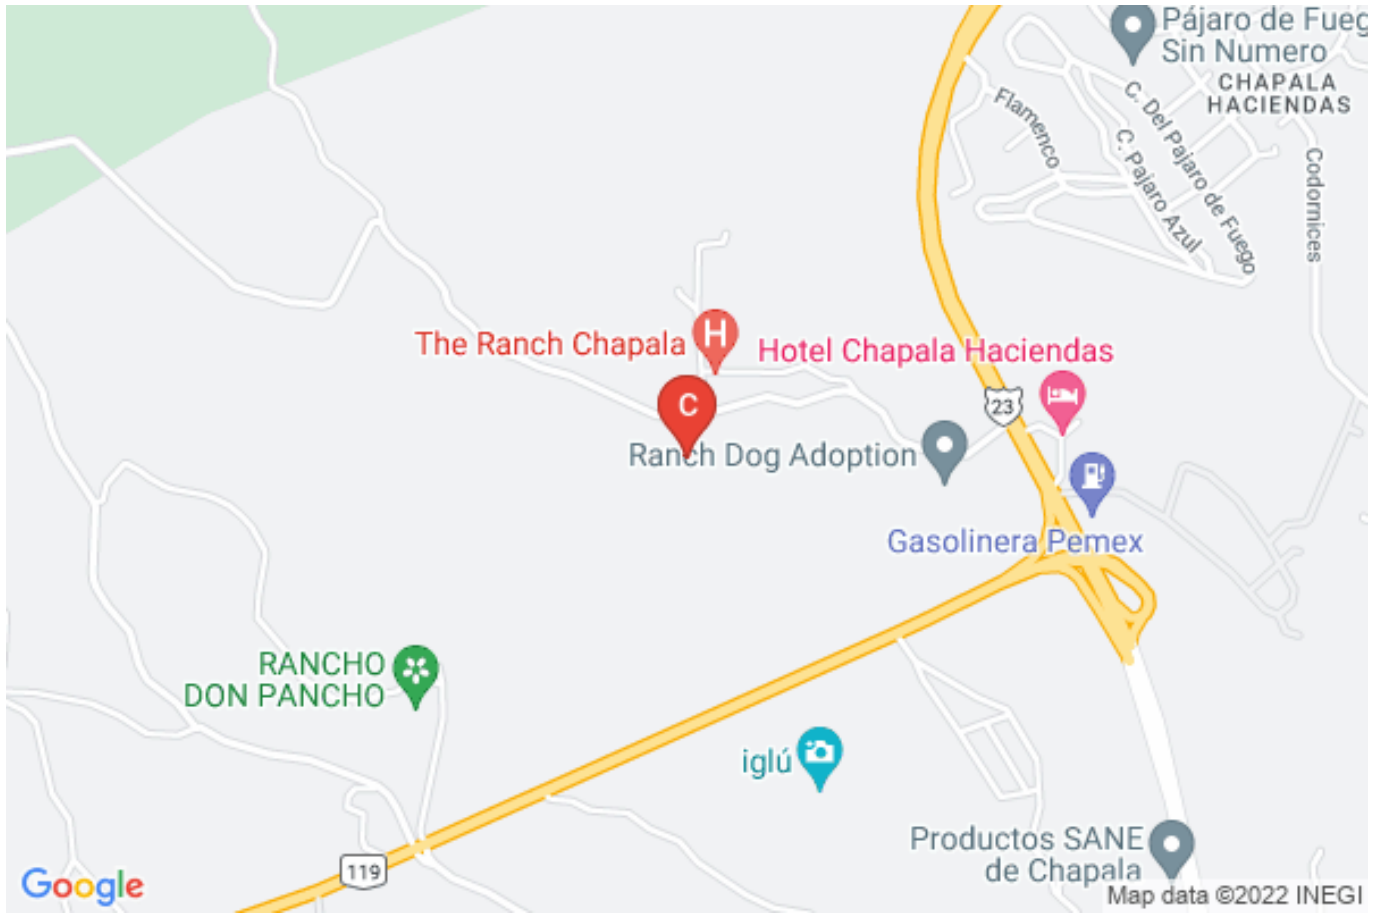 Pájaro de Fueg
Sin Numero
CHAPALA
HACIENDAS
Flamenco
C. Del Pajaro de Fuego
C. Pajaro Azul
Codornices
The Ranch Chapala
H
Hotel Chapala Haciendas
C
23
Ranch Dog Adoption
Gasolinera Pemex
RANCHO
DON PANCHO
iglú
Productos SANE
de Chapala
119
Google
Map data ©2022 INEGI